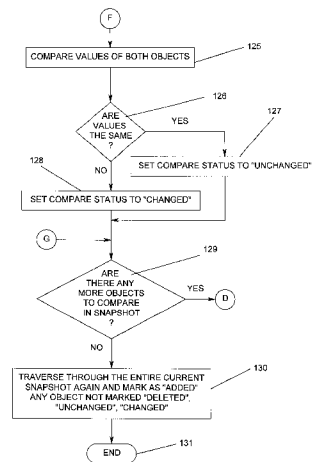 F
COMPARE VALUES OF BOTH OBJECTS
125
126
ARE
VALUES
THE SAME
?
YES
127
NO
128
SET COMPARE STATUS TO "UNCHANGED"
SET COMPARE STATUS TO "CHANGED"
G
129
ARE
THERE ANY
MORE OBJECTS
TO COMPARE
IN SNAPSHOT
?
YES
D
NO
TRAVERSE THROUGH THE ENTIRE CURRENT
SNAPSHOT AGAIN AND MARK AS "ADDED"
ANY OBJECT NOT MARKED "DELETED",
"UNCHANGED", "CHANGED"
130
END
131